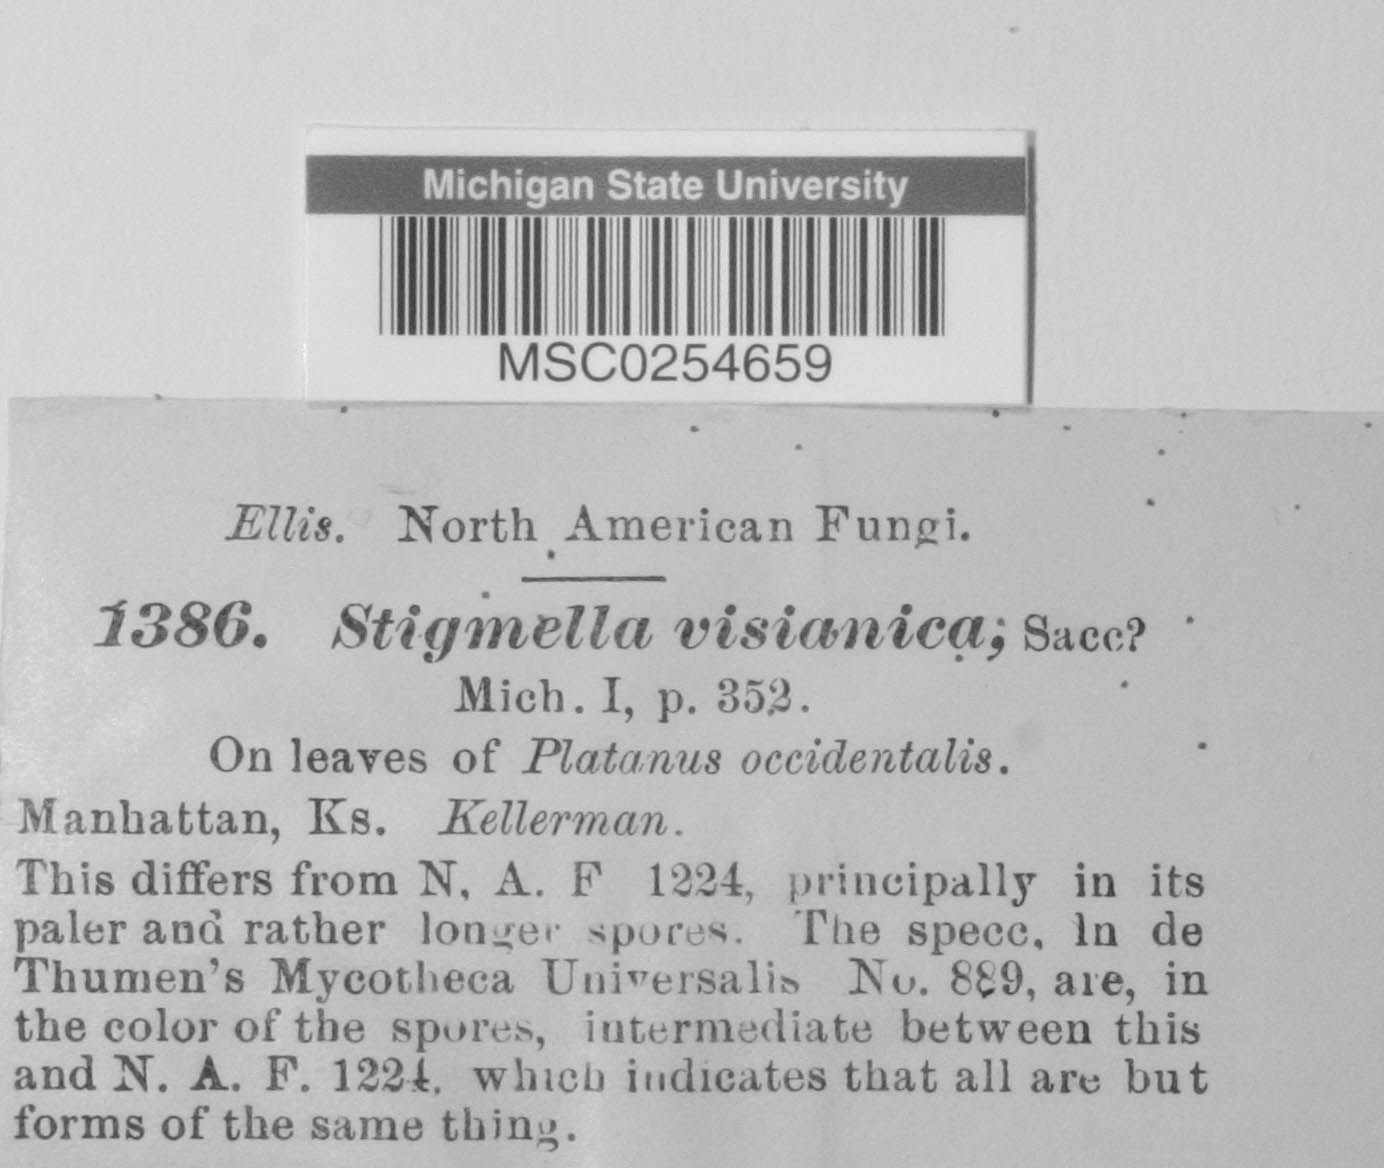 Michigan State University
MSC0254659
Ellis. North American Fungi.
1386. Stigmella visianica; Sacc?
Mich. I, p. 352.
On leaves of Platanus occidentalis.
Manhattan, Ks. Kellerman.
This differs from N. A. F 1224, principally in its
paler and rather longer spores. The specc. in de
Thumen's Mycotheca Universalis No. 889, are, in
the color of the spores, intermediate between this
and N. A. F. 1224. which indicates that all are but
forms of the same thing.